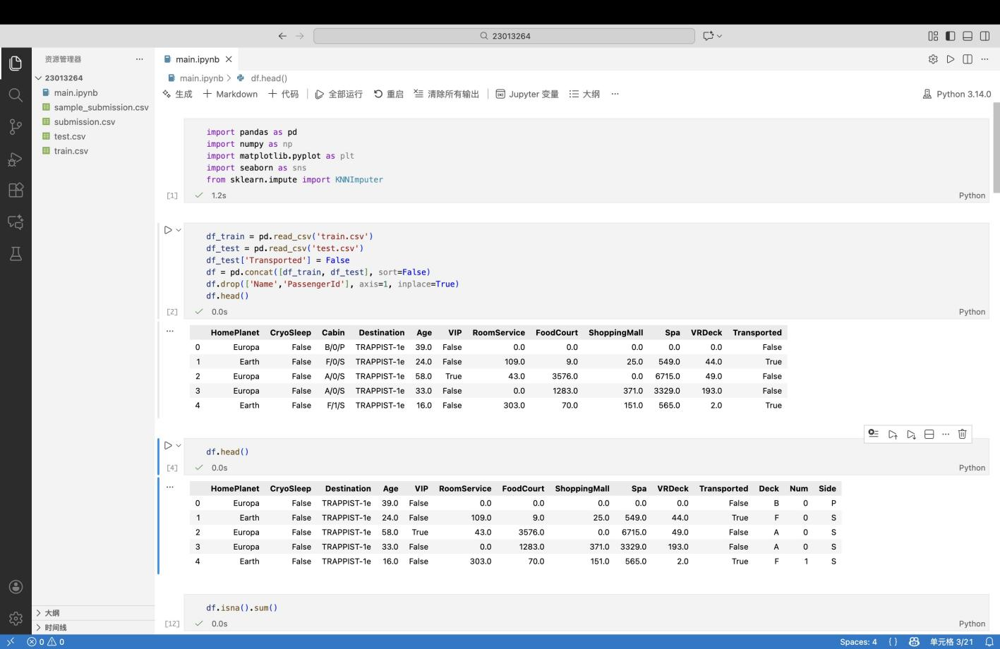 23013264
资源管理器
23013264
main.ipynb
sample_submission.csv
submission.csv
test.csv
train.csv
大纲
时间线
main.ipynb
main.ipynb > df.head()
生成 + Markdown + 代码 全部运行 重启 清除所有输出 Jupyter 变量 大纲 ... Python 3.14.0
import pandas as pd
import numpy as np
import matplotlib.pyplot as plt
import seaborn as sns
from sklearn.impute import KNNImputer
[1] 1.2s Python
df_train = pd.read_csv('train.csv')
df_test = pd.read_csv('test.csv')
df_test['Transported'] = False
df = pd.concat([df_train, df_test], sort=False)
df.drop(['Name','PassengerId'], axis=1, inplace=True)
df.head()
[2] 0.0s Python
HomePlanet CryoSleep Cabin Destination Age VIP RoomService FoodCourt ShoppingMall Spa VRDeck Transported
0 Europa False B/0/P TRAPPIST-1e 39.0 False 0.0 0.0 0.0 0.0 0.0 False
1 Earth False F/0/S TRAPPIST-1e 24.0 False 109.0 9.0 25.0 549.0 44.0 True
2 Europa False A/0/S TRAPPIST-1e 58.0 True 43.0 3576.0 0.0 6715.0 49.0 False
3 Europa False A/0/S TRAPPIST-1e 33.0 False 0.0 1283.0 371.0 3329.0 193.0 False
4 Earth False F/1/S TRAPPIST-1e 16.0 False 303.0 70.0 151.0 565.0 2.0 True
df.head()
[4] 0.0s Python
HomePlanet CryoSleep Destination Age VIP RoomService FoodCourt ShoppingMall Spa VRDeck Transported Deck Num Side
0 Europa False TRAPPIST-1e 39.0 False 0.0 0.0 0.0 0.0 0.0 False B 0 P
1 Earth False TRAPPIST-1e 24.0 False 109.0 9.0 25.0 549.0 44.0 True F 0 S
2 Europa False TRAPPIST-1e 58.0 True 43.0 3576.0 0.0 6715.0 49.0 False A 0 S
3 Europa False TRAPPIST-1e 33.0 False 0.0 1283.0 371.0 3329.0 193.0 False A 0 S
4 Earth False TRAPPIST-1e 16.0 False 303.0 70.0 151.0 565.0 2.0 True F 1 S
df.isna().sum()
[12] 0.0s Python
0 0 Spaces: 4 { } 单元格 3/21